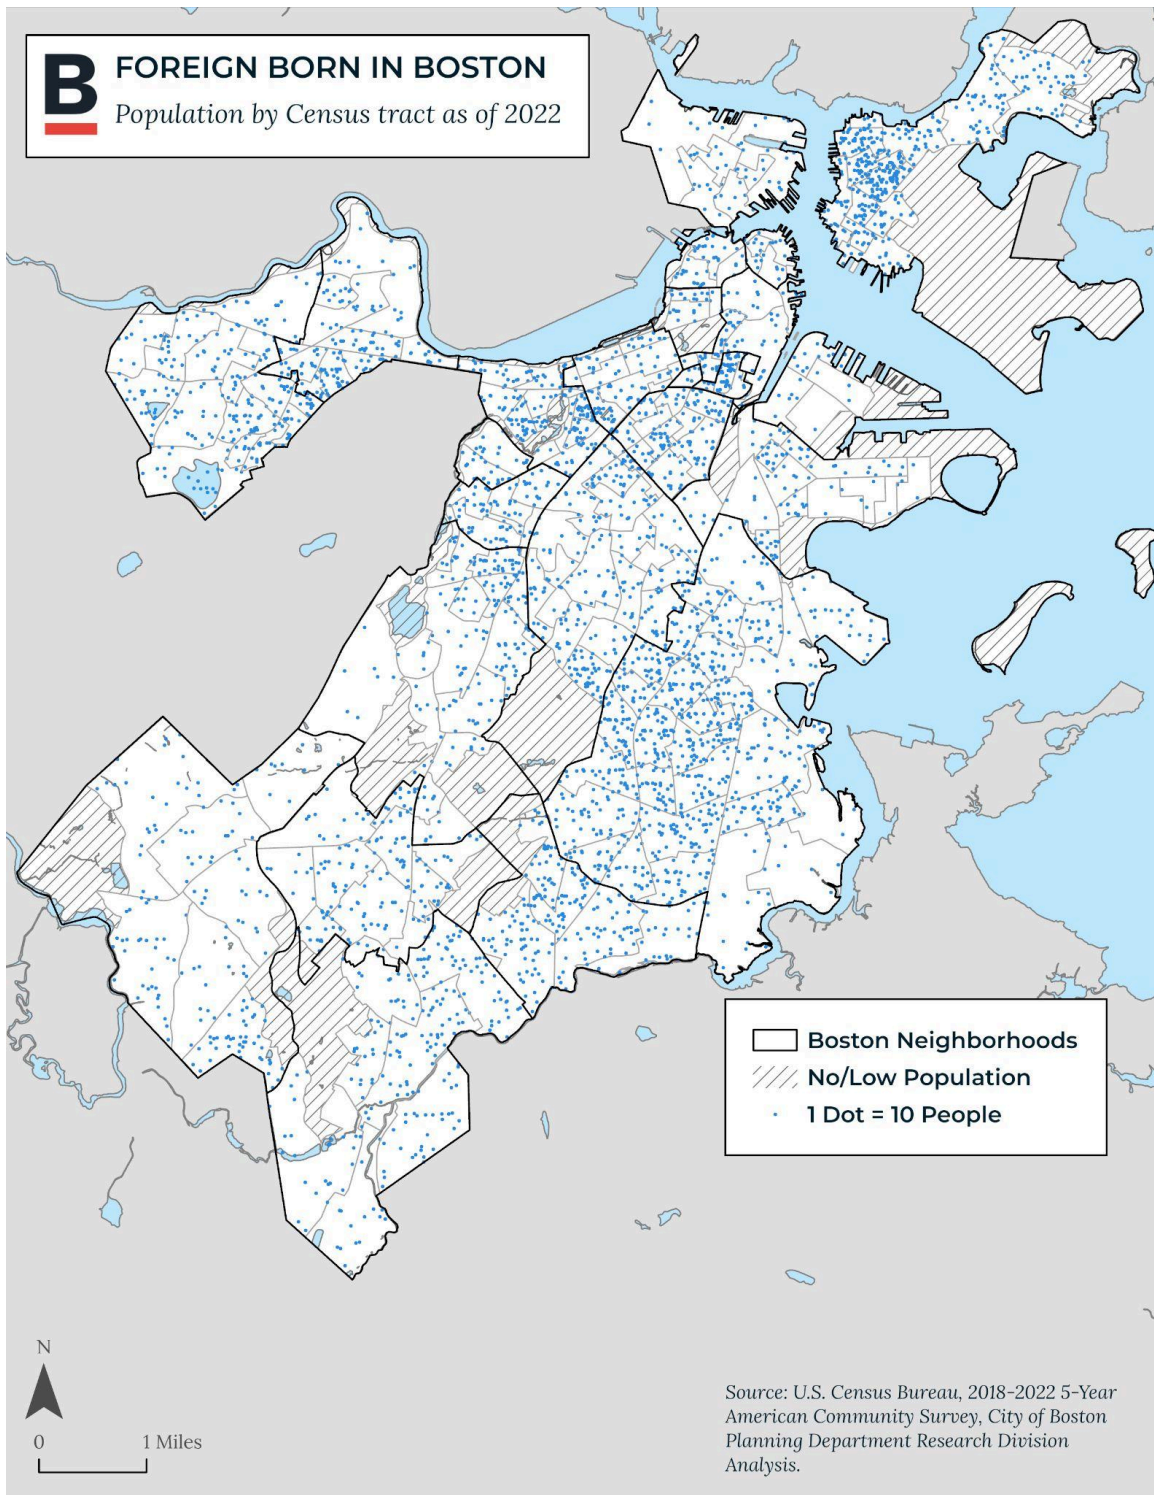 B
FOREIGN BORN IN BOSTON
Population by Census tract as of 2022
Boston Neighborhoods
No/Low Population
1 Dot = 10 People
N
0 1 Miles
Source: U.S. Census Bureau, 2018-2022 5-Year
American Community Survey, City of Boston
Planning Department Research Division
Analysis.